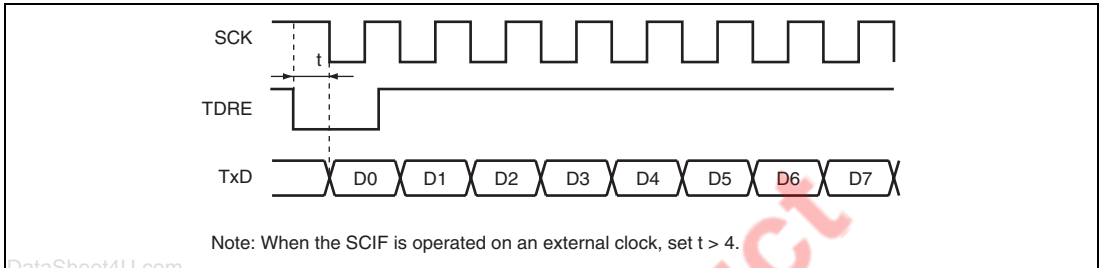 SCK
t
TDRE
TxD
D0 D1 D2 D3 D4 D5 D6 D7
Note: When the SCIF is operated on an external clock, set t > 4.
DataSheet4U.com